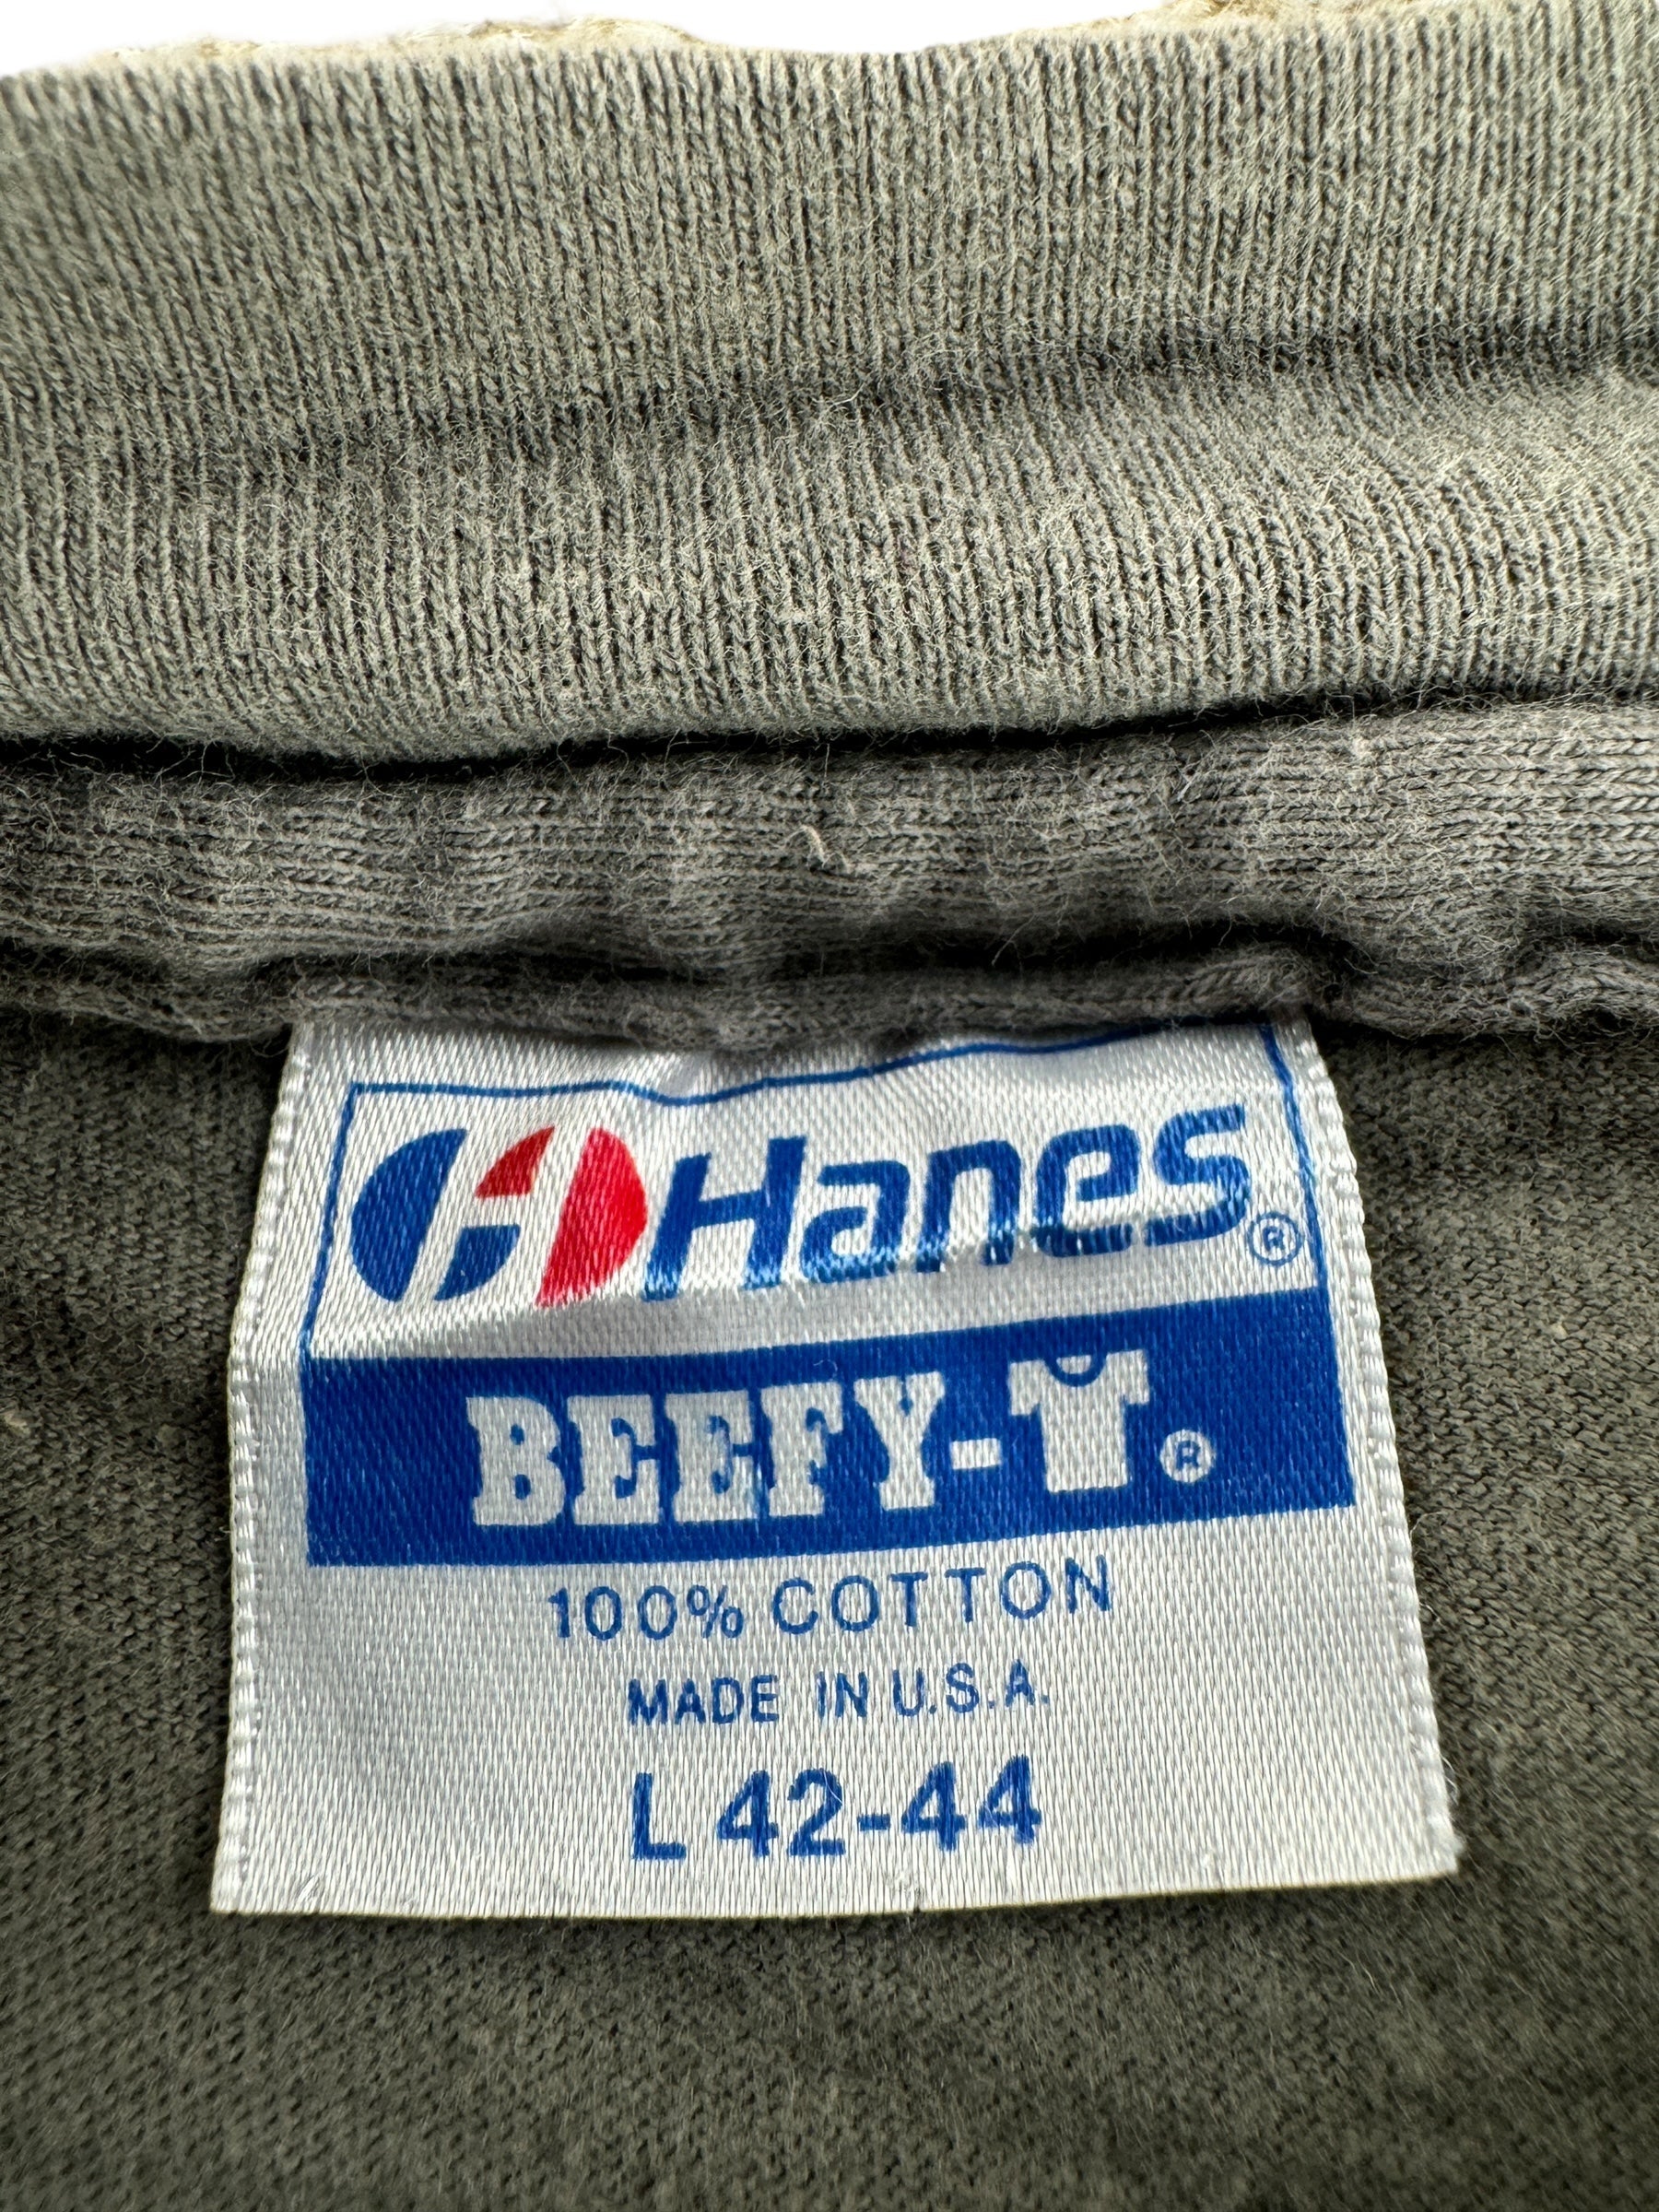 Hanes®
BEEFY-T®
100% COTTON
MADE IN U.S.A.
L 42-44